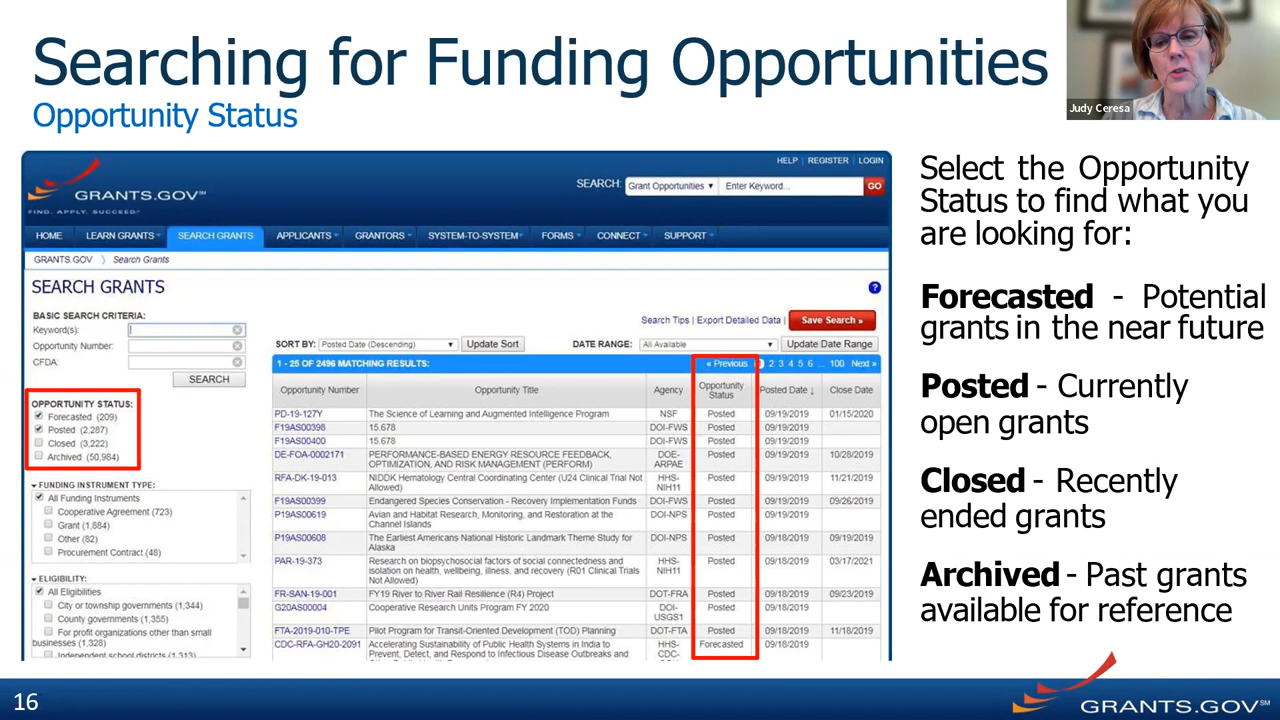 Searching for Funding Opportunities
Opportunity Status
Judy Ceresa
HELP | REGISTER | LOGIN
GRANTS.GOV℠
FIND. APPLY. SUCCEED.℠
SEARCH: Grant Opportunities Enter Keyword... GO
HOME LEARN GRANTS SEARCH GRANTS APPLICANTS GRANTORS SYSTEM-TO-SYSTEM FORMS CONNECT SUPPORT
GRANTS.GOV 〉 Search Grants
SEARCH GRANTS
?
BASIC SEARCH CRITERIA:
Keyword(s):
Opportunity Number:
CFDA:
SEARCH
OPPORTUNITY STATUS:
Forecasted (209)
Posted (2,287)
Closed (3,222)
Archived (50,984)
FUNDING INSTRUMENT TYPE:
All Funding Instruments
Cooperative Agreement (723)
Grant (1,884)
Other (82)
Procurement Contract (48)
ELIGIBILITY:
All Eligibilities
City or township governments (1,344)
County governments (1,355)
For profit organizations other than small
businesses (1,328)
Independent school districts (1,313)
Search Tips | Export Detailed Data | Save Search »
SORT BY: Posted Date (Descending) Update Sort DATE RANGE: All Available Update Date Range
1 - 25 OF 2496 MATCHING RESULTS: « Previous 2 3 4 5 6 ... 100 Next »
Opportunity Number Opportunity Title Agency Opportunity Status Posted Date ↓ Close Date
PD-19-127Y The Science of Learning and Augmented Intelligence Program NSF Posted 09/19/2019 01/15/2020
F19AS00398 15.678 DOI-FWS Posted 09/19/2019
F19AS00400 15.678 DOI-FWS Posted 09/19/2019
DE-FOA-0002171 PERFORMANCE-BASED ENERGY RESOURCE FEEDBACK, OPTIMIZATION, AND RISK MANAGEMENT (PERFORM) DOE-ARPAE Posted 09/19/2019 10/28/2019
RFA-DK-19-013 NIDDK Hematology Central Coordinating Center (U24 Clinical Trial Not Allowed) HHS-NIH11 Posted 09/19/2019 11/21/2019
F19AS00399 Endangered Species Conservation - Recovery Implementation Funds DOI-FWS Posted 09/19/2019 09/26/2019
P19AS00619 Avian and Habitat Research, Monitoring, and Restoration at the Channel Islands DOI-NPS Posted 09/19/2019
P19AS00608 The Earliest Americans National Historic Landmark Theme Study for Alaska DOI-NPS Posted 09/18/2019 09/19/2019
PAR-19-373 Research on biopsychosocial factors of social connectedness and isolation on health, wellbeing, illness, and recovery (R01 Clinical Trials Not Allowed) HHS-NIH11 Posted 09/18/2019 03/17/2021
FR-SAN-19-001 FY19 River to River Rail Resilience (R4) Project DOT-FRA Posted 09/18/2019 09/23/2019
G20AS00004 Cooperative Research Units Program FY 2020 DOI-USGS1 Posted 09/18/2019
FTA-2019-010-TPE Pilot Program for Transit-Oriented Development (TOD) Planning DOT-FTA Posted 09/18/2019 11/18/2019
CDC-RFA-GH20-2091 Accelerating Sustainability of Public Health Systems in India to Prevent, Detect, and Respond to Infectious Disease Outbreaks and HHS-CDC- Forecasted 09/18/2019
Select the Opportunity
Status to find what you
are looking for:
Forecasted - Potential
grants in the near future
Posted - Currently
open grants
Closed - Recently
ended grants
Archived - Past grants
available for reference
16
GRANTS.GOV℠